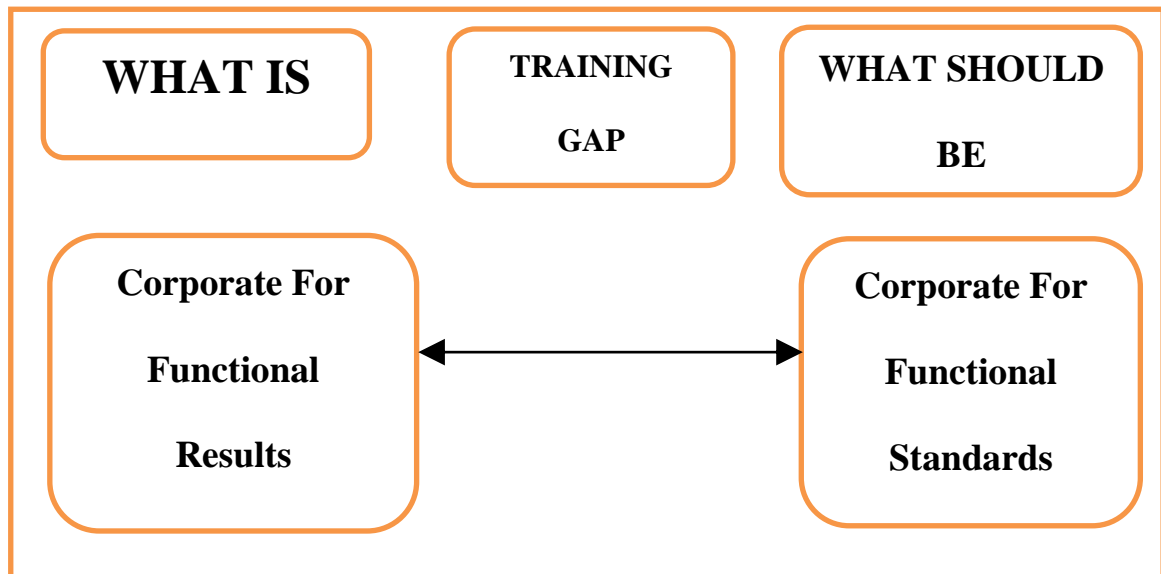 WHAT IS
TRAINING
GAP
WHAT SHOULD
BE
Corporate For
Functional
Results
Corporate For
Functional
Standards